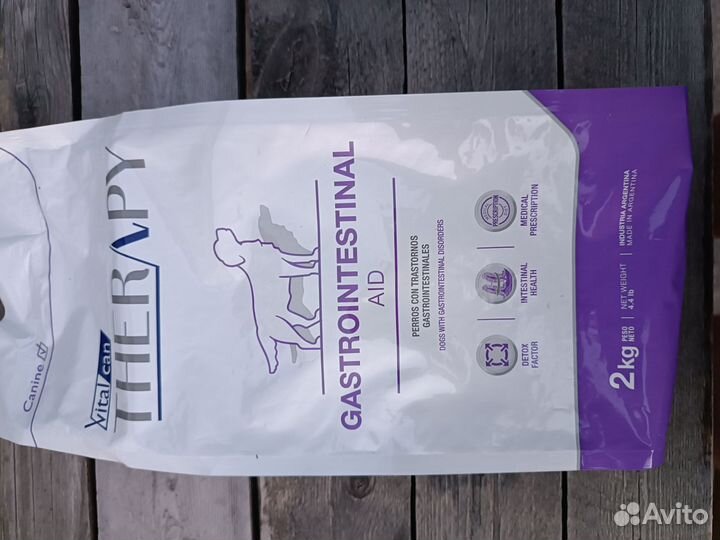 Canine
Vital can
THERAPY
GASTROINTESTINAL
AID
PERROS CON TRASTORNOS
GASTROINTESTINALES
DOGS WITH GASTROINTESTINAL DISORDERS
DETOX
FACTOR
INTESTINAL
HEALTH
PRESCRIPTION
MEDICAL
PRESCRIPTION
2kg PESO
NETO
NET WEIGHT
4.4 lb
INDUSTRIA ARGENTINA
MADE IN ARGENTINA
Avito